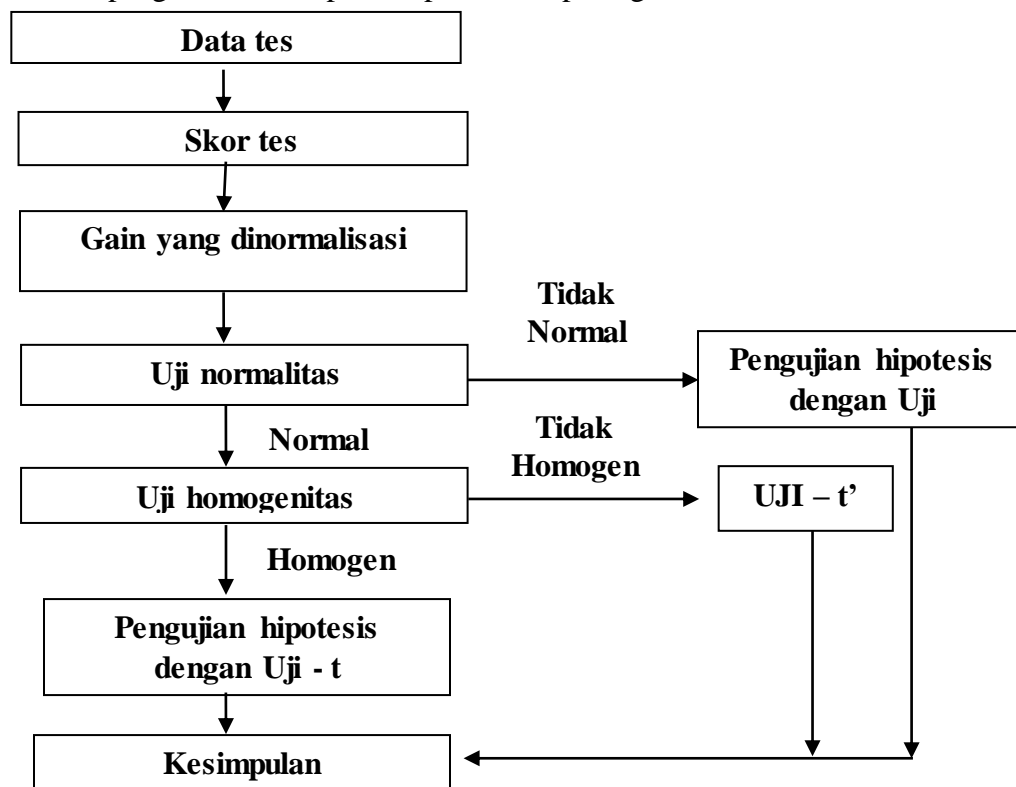 Data tes
Skor tes
Gain yang dinormalisasi
Tidak
Normal
Uji normalitas
Pengujian hipotesis
dengan Uji
Normal
Tidak
Homogen
Uji homogenitas
UJI – t’
Homogen
Pengujian hipotesis
dengan Uji - t
Kesimpulan